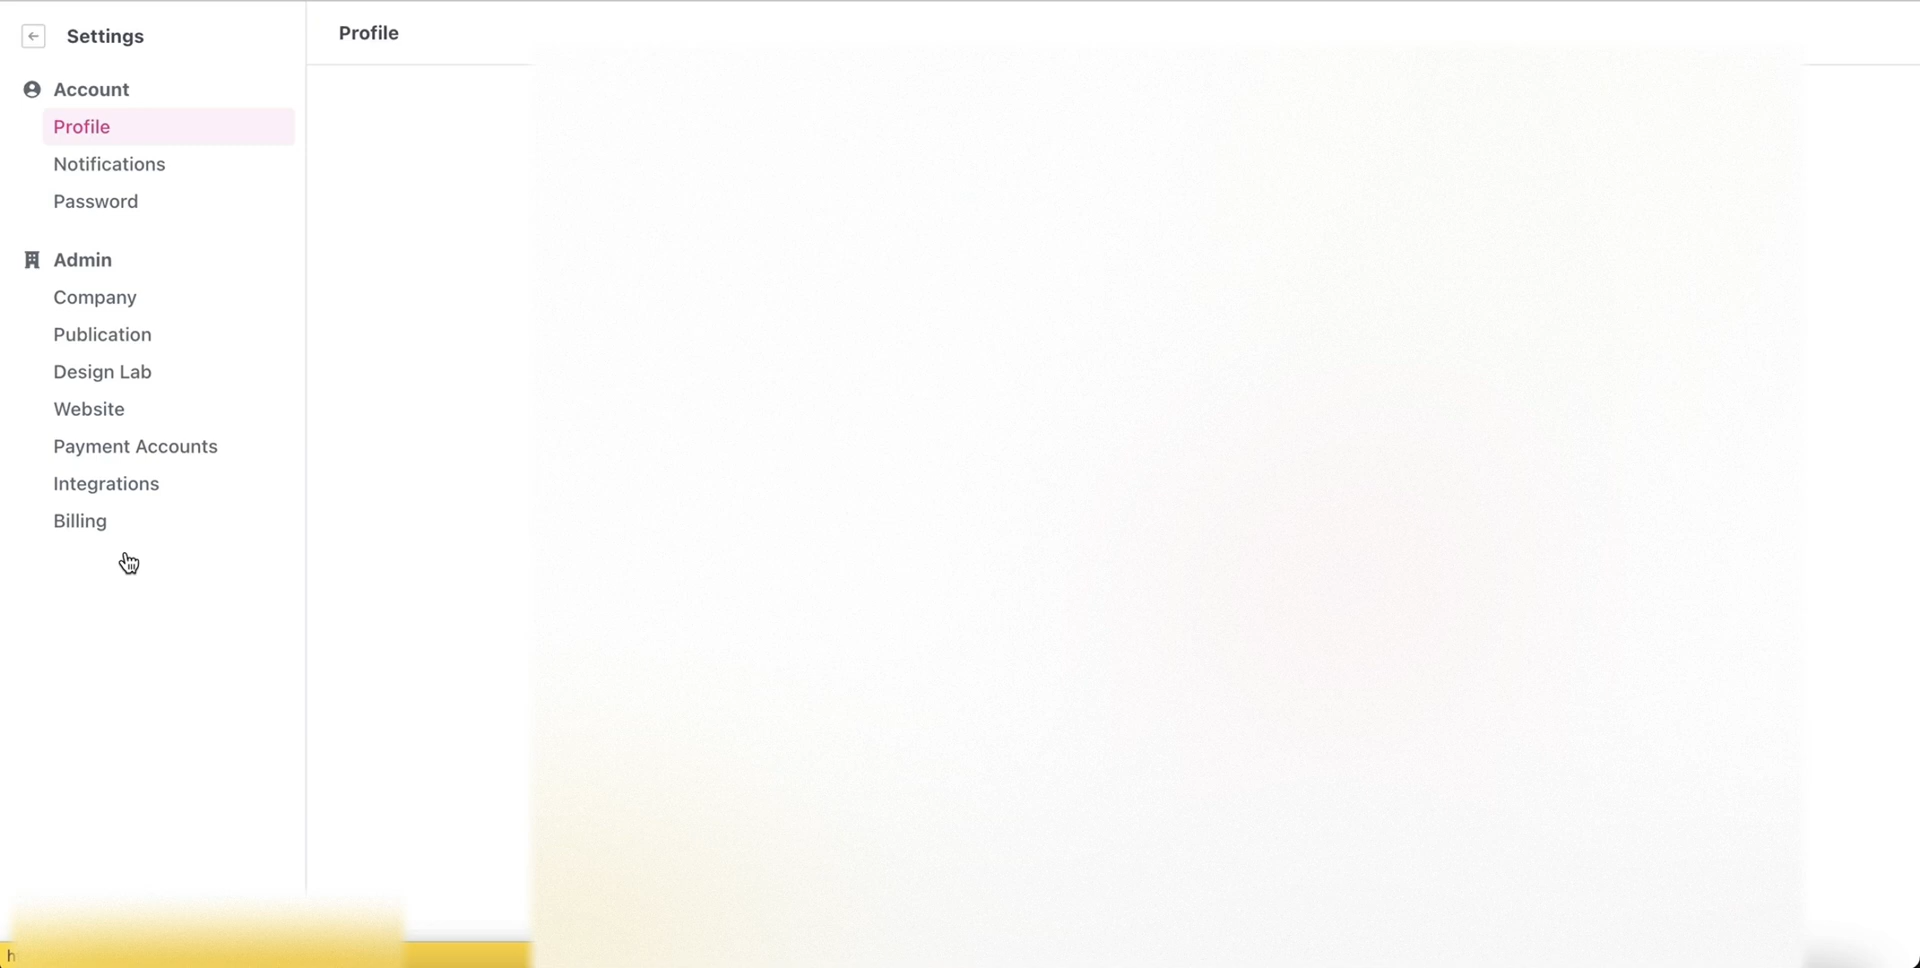 Settings
Account
Profile
Notifications
Password
Admin
Company
Publication
Design Lab
Website
Payment Accounts
Integrations
Billing
Profile
h